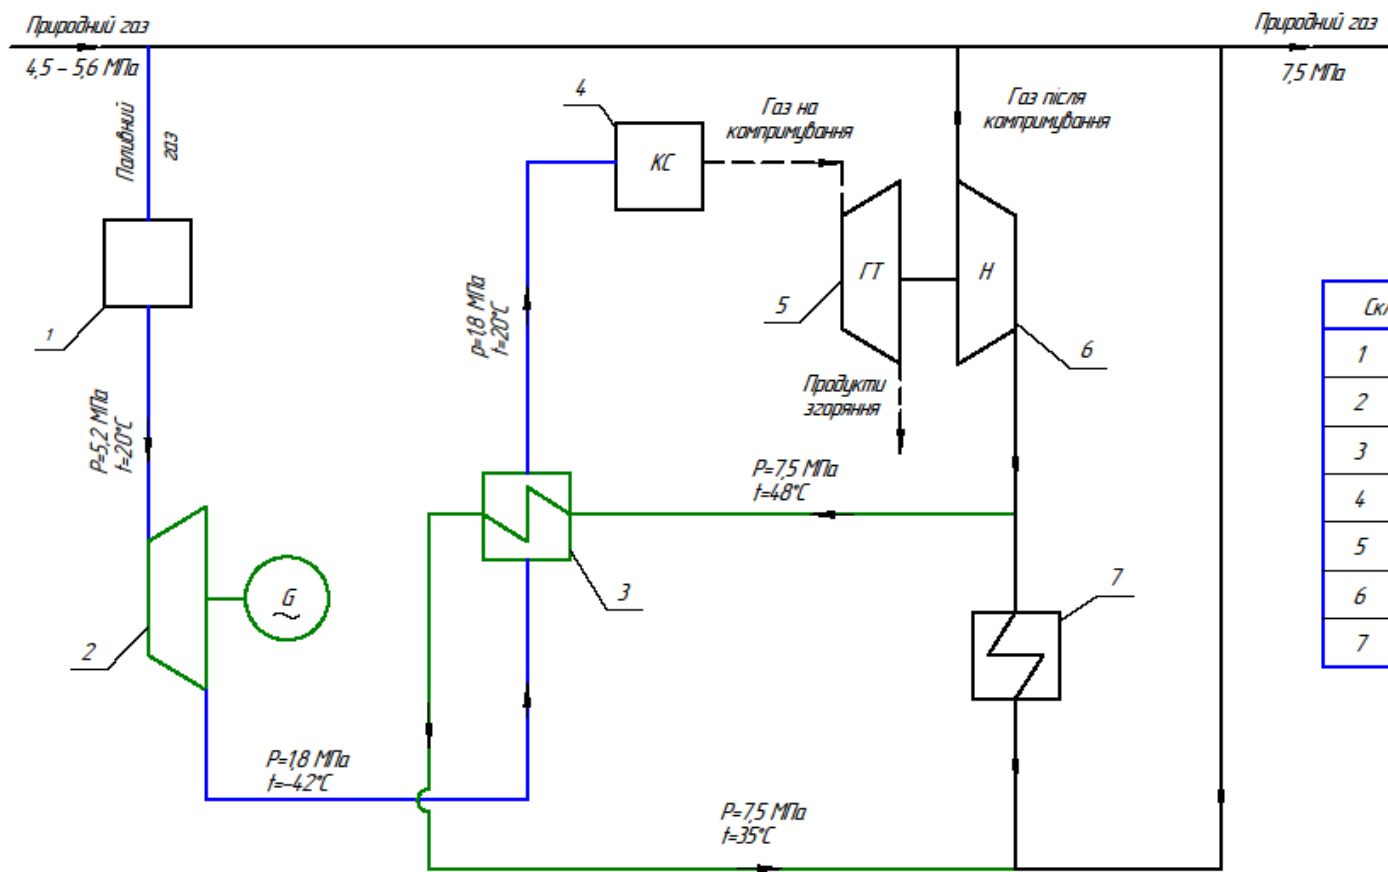 Природний газ
4,5 – 5,6 МПа
Природний газ
7,5 МПа
Паливний
газ
4
КС
Газ на
компримування
Газ після
компримування
1
p=1,8 МПа
t=20°C
ГТ
Н
5
6
Продукти
згоряння
P=5,2 МПа
t=20°C
P=7,5 МПа
t=48°C
3
G
2
7
P=1,8 МПа
t=-42°C
P=7,5 МПа
t=35°C
1
2
3
4
5
6
7